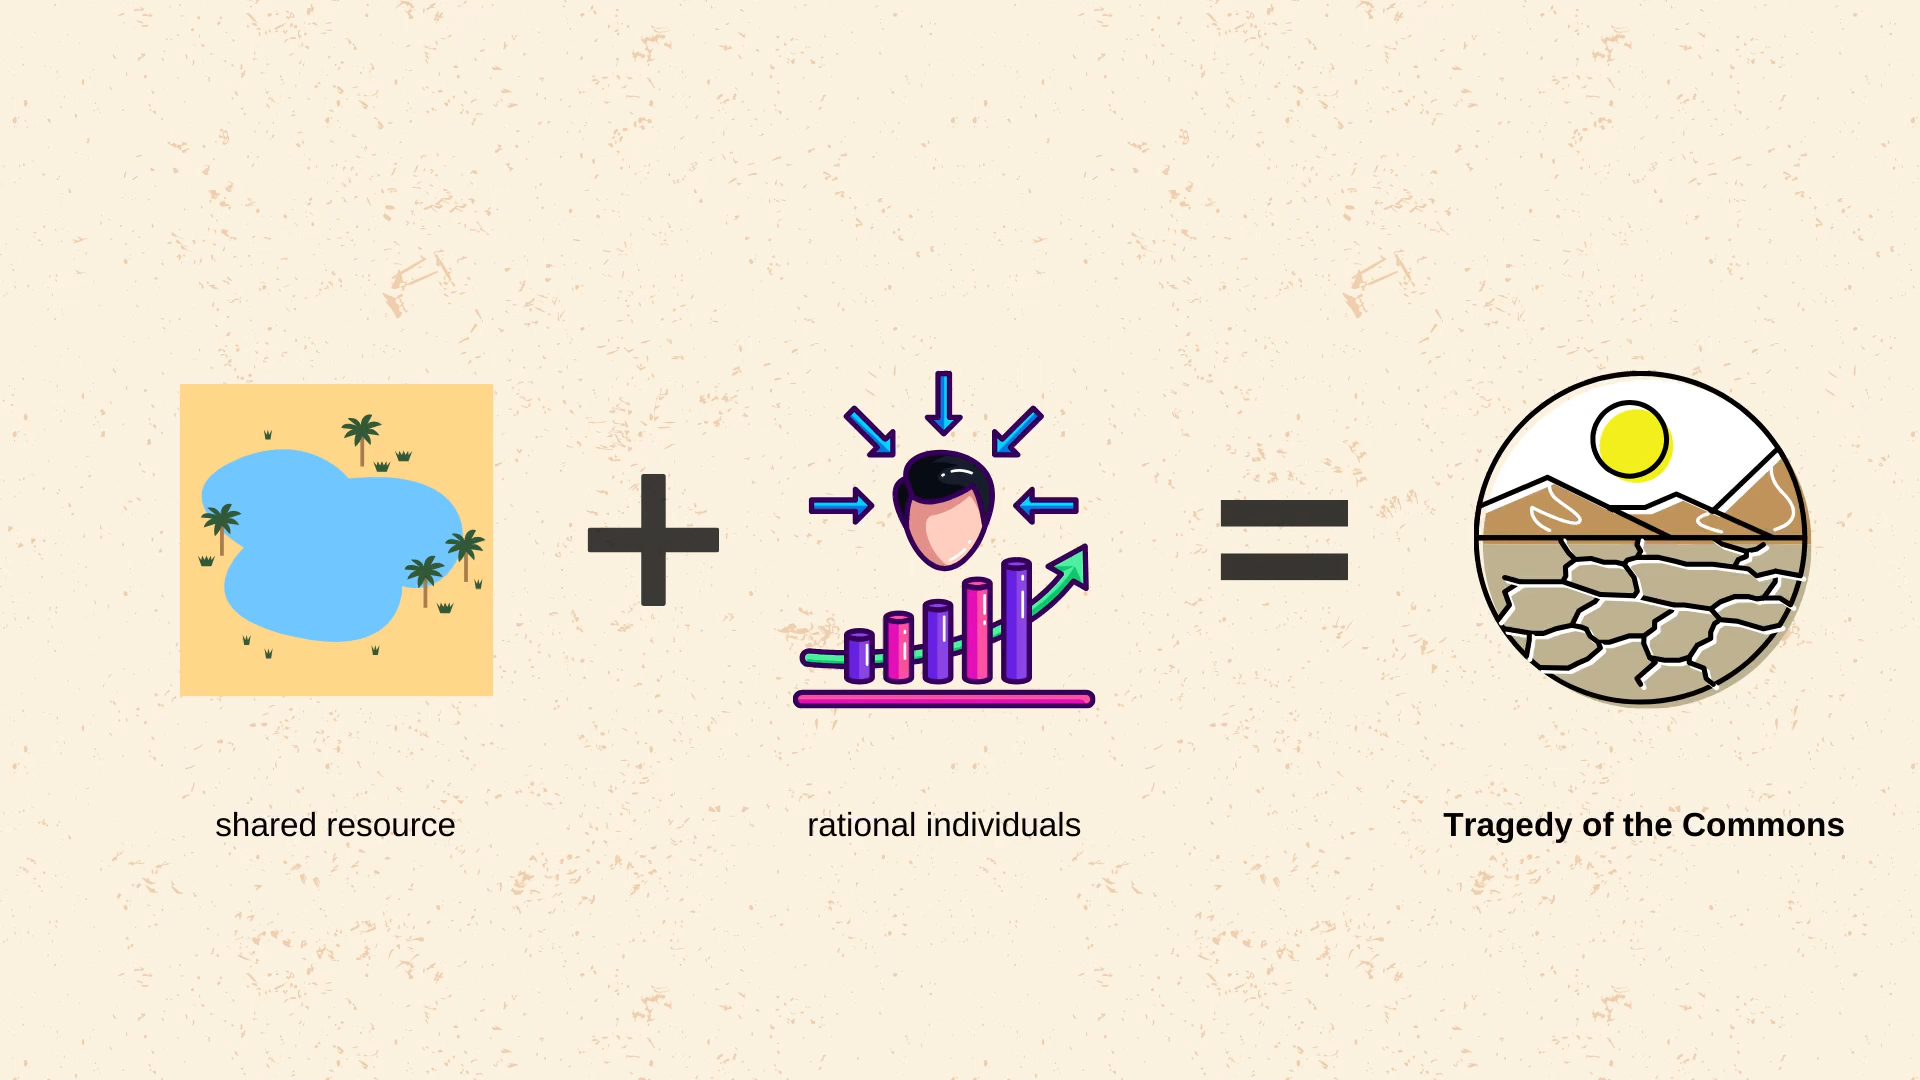 shared resource
rational individuals
Tragedy of the Commons